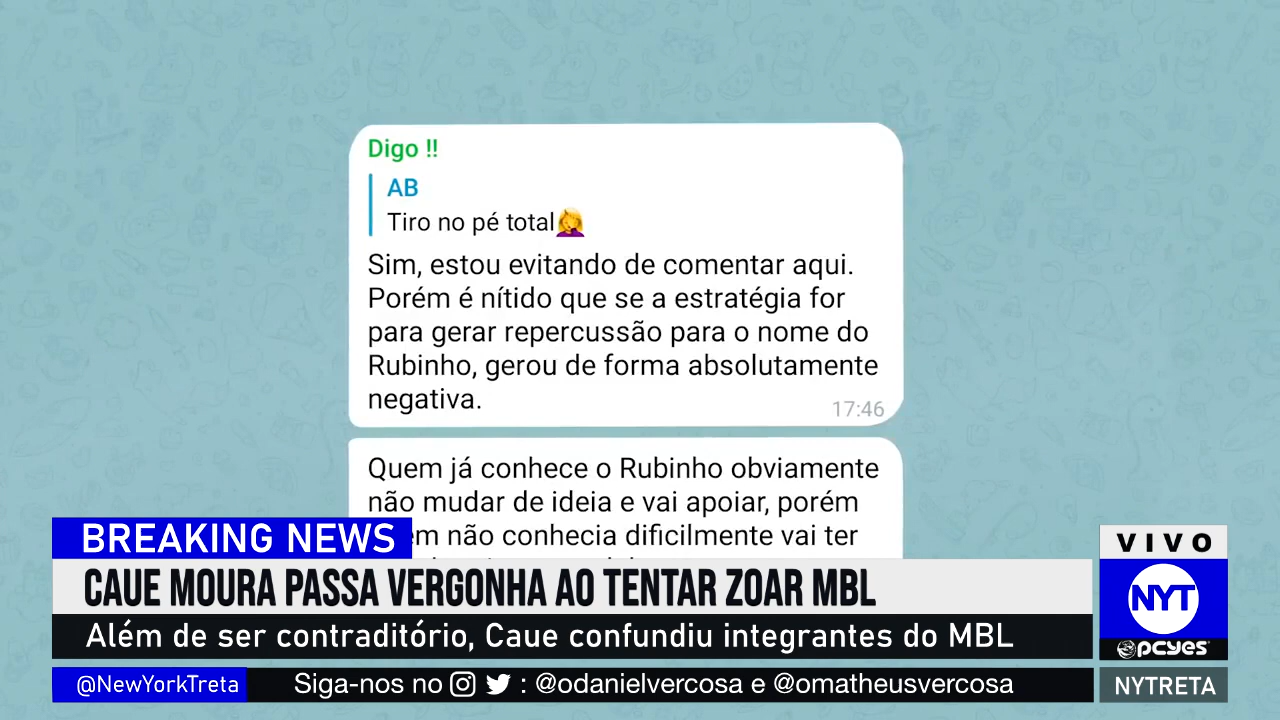 Digo !!
AB
Tiro no pé total🤦‍♀️
Sim, estou evitando de comentar aqui.
Porém é nítido que se a estratégia for
para gerar repercussão para o nome do
Rubinho, gerou de forma absolutamente
negativa.
17:46
Quem já conhece o Rubinho obviamente
não mudar de ideia e vai apoiar, porém
não conhecia dificilmente vai ter
BREAKING NEWS
CAUE MOURA PASSA VERGONHA AO TENTAR ZOAR MBL
Além de ser contraditório, Caue confundiu integrantes do MBL
@NewYorkTreta
Siga-nos no : @odanielvercosa e @omatheusvercosa
VIVO
NYT
pcyes
NYTRETA